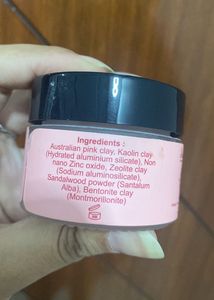 Ingredients :
Australian pink clay, Kaolin clay
(Hydrated aluminium silicate), Non
nano Zinc oxide, Zeolite clay
(Sodium aluminosilicate),
Sandalwood powder (Santalum
Alba), Bentonite clay
(Montmorillonite)